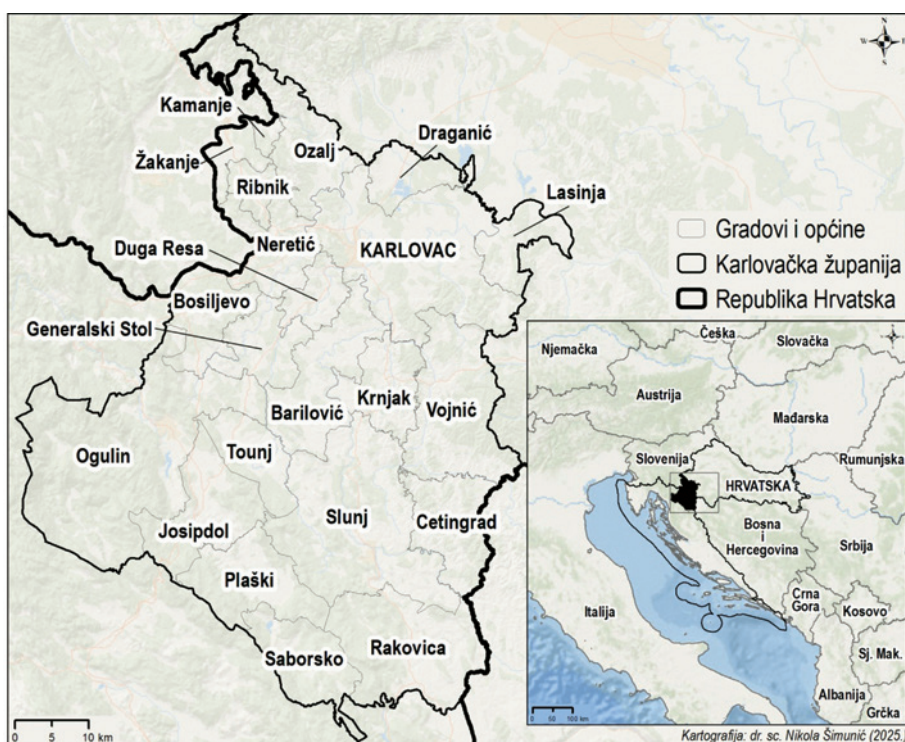 N
W E
S
Kamanje
Žakanje
Ozalj
Draganić
Ribnik
Lasinja
Duga Resa
Neretić
KARLOVAC
Bosiljevo
Generalski Stol
Barilović
Krnjak
Vojnić
Ogulin
Tounj
Josipdol
Slunj
Cetingrad
Plaški
Saborsko
Rakovica
0 5 10 km
Gradovi i općine
Karlovačka županija
Republika Hrvatska
Češka
Njemačka
Slovačka
Austrija
Mađarska
Slovenija
Rumunjska
HRVATSKA
Bosna
i
Hercegovina
Srbija
Italija
Crna
Gora
Kosovo
Sj. Mak.
Albanija
Grčka
0 50 100 km
Kartografija: dr. sc. Nikola Šimunić (2025.)